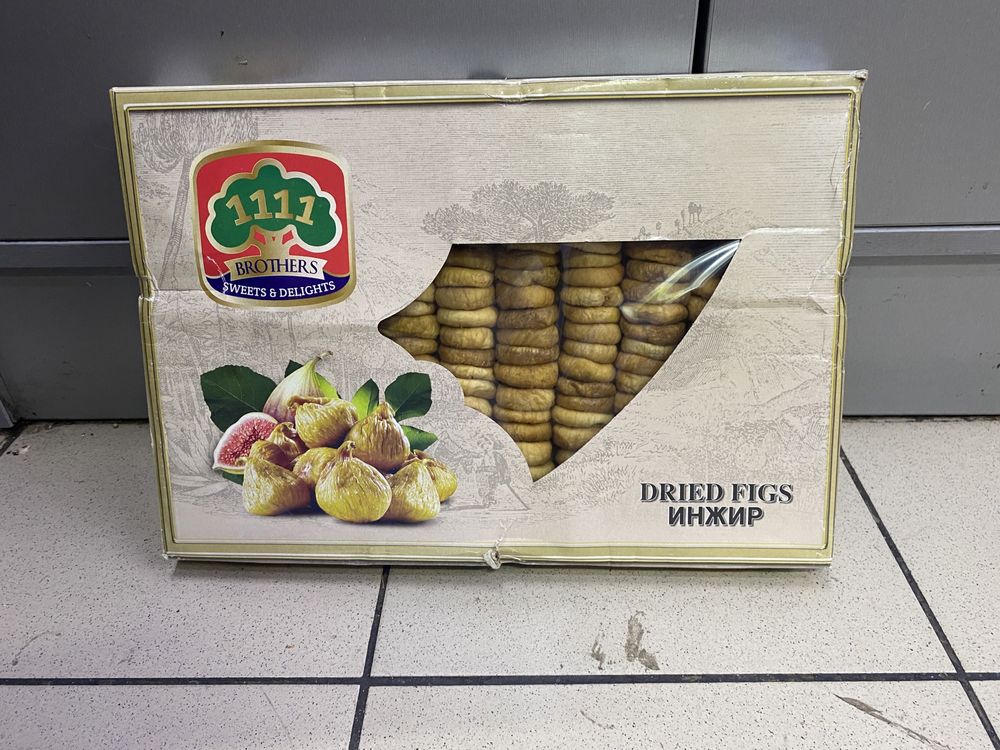 1111
BROTHERS
SWEETS & DELIGHTS
DRIED FIGS
ИНЖИР